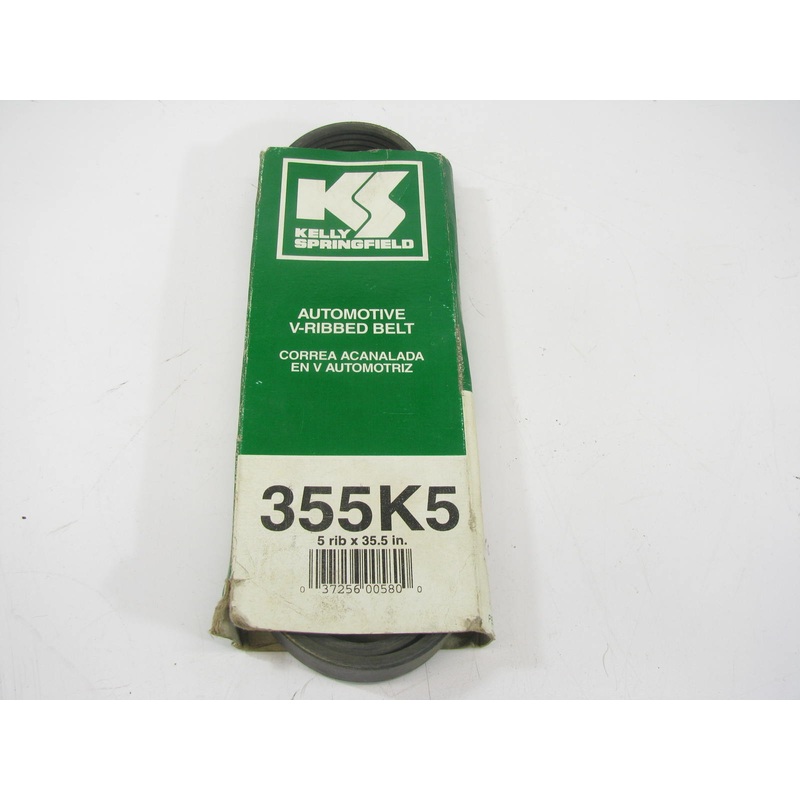 KS
KELLY
SPRINGFIELD
AUTOMOTIVE
V-RIBBED BELT
CORREA ACANALADA
EN V AUTOMOTRIZ
355K5
5 rib x 35.5 in.
0 37256 00580 0